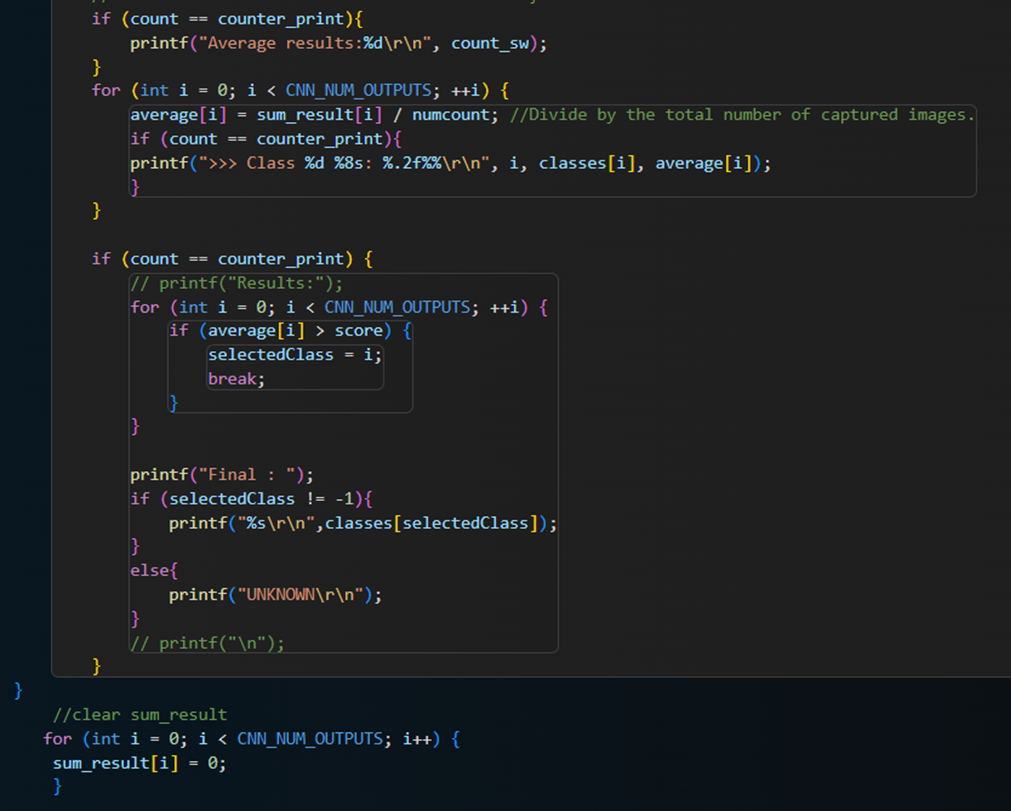 if (count == counter_print){
printf("Average results:%d\r\n", count_sw);
}
for (int i = 0; i < CNN_NUM_OUTPUTS; ++i) {
average[i] = sum_result[i] / numcount; //Divide by the total number of captured images.
if (count == counter_print){
printf(">>> Class %d %8s: %.2f%%\r\n", i, classes[i], average[i]);
}
}
if (count == counter_print) {
// printf("Results:");
for (int i = 0; i < CNN_NUM_OUTPUTS; ++i) {
if (average[i] > score) {
selectedClass = i;
break;
}
}
printf("Final : ");
if (selectedClass != -1){
printf("%s\r\n",classes[selectedClass]);
}
else{
printf("UNKNOWN\r\n");
}
// printf("\n");
}
}
//clear sum_result
for (int i = 0; i < CNN_NUM_OUTPUTS; i++) {
sum_result[i] = 0;
}